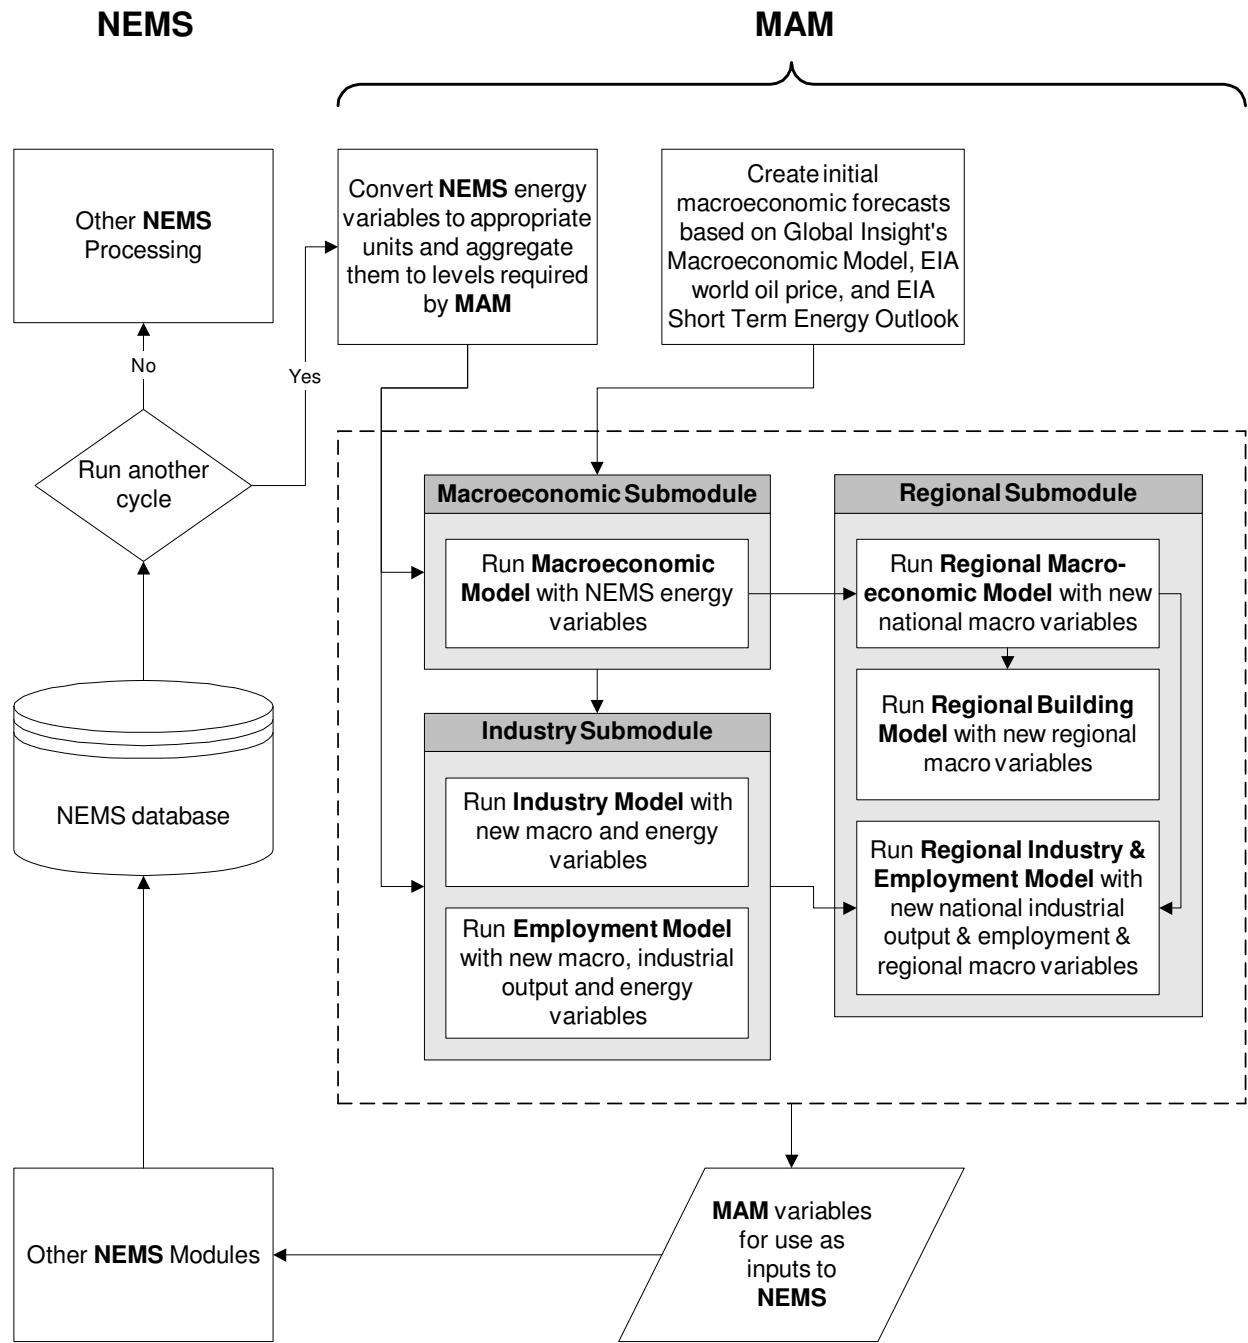 NEMS
MAM
Other NEMS
Processing
Convert NEMS energy
variables to appropriate
units and aggregate
them to levels required
by MAM
Create initial
macroeconomic forecasts
based on Global Insight's
Macroeconomic Model, EIA
world oil price, and EIA
Short Term Energy Outlook
No
Yes
Run another
cycle
Macroeconomic Submodule
Run Macroeconomic
Model with NEMS energy
variables
Regional Submodule
Run Regional Macro-
economic Model with new
national macro variables
Run Regional Building
Model with new regional
macro variables
Run Regional Industry &
Employment Model with
new national industrial
output & employment &
regional macro variables
Industry Submodule
Run Industry Model with
new macro and energy
variables
Run Employment Model
with new macro, industrial
output and energy
variables
NEMS database
Other NEMS Modules
MAM variables
for use as
inputs to
NEMS